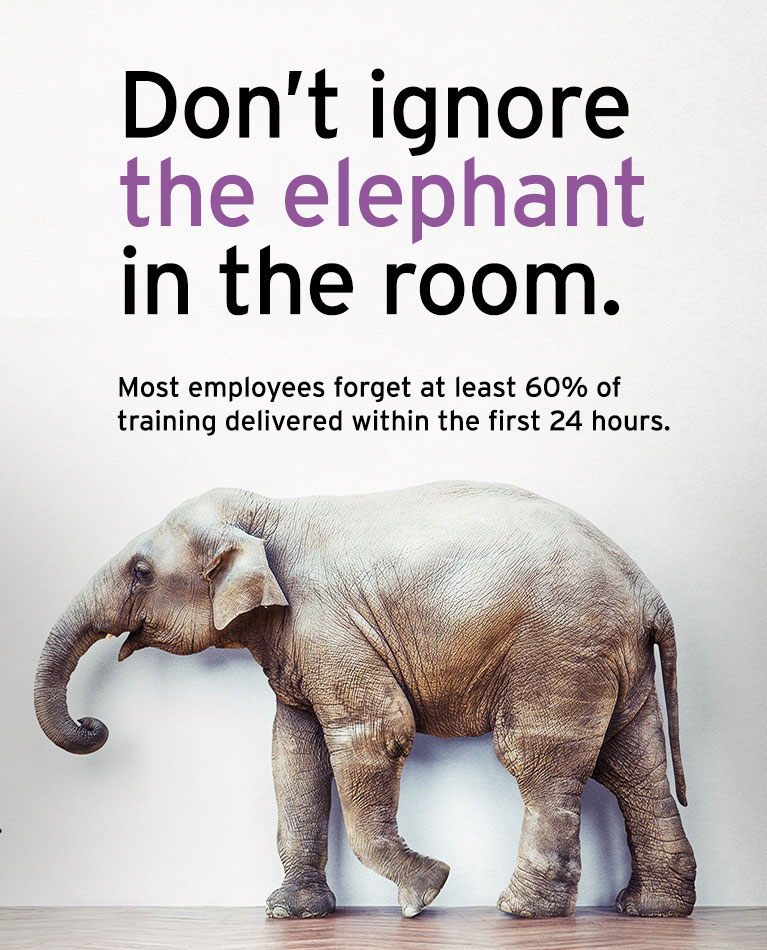 Don’t ignore
the elephant
in the room.
Most employees forget at least 60% of
training delivered within the first 24 hours.